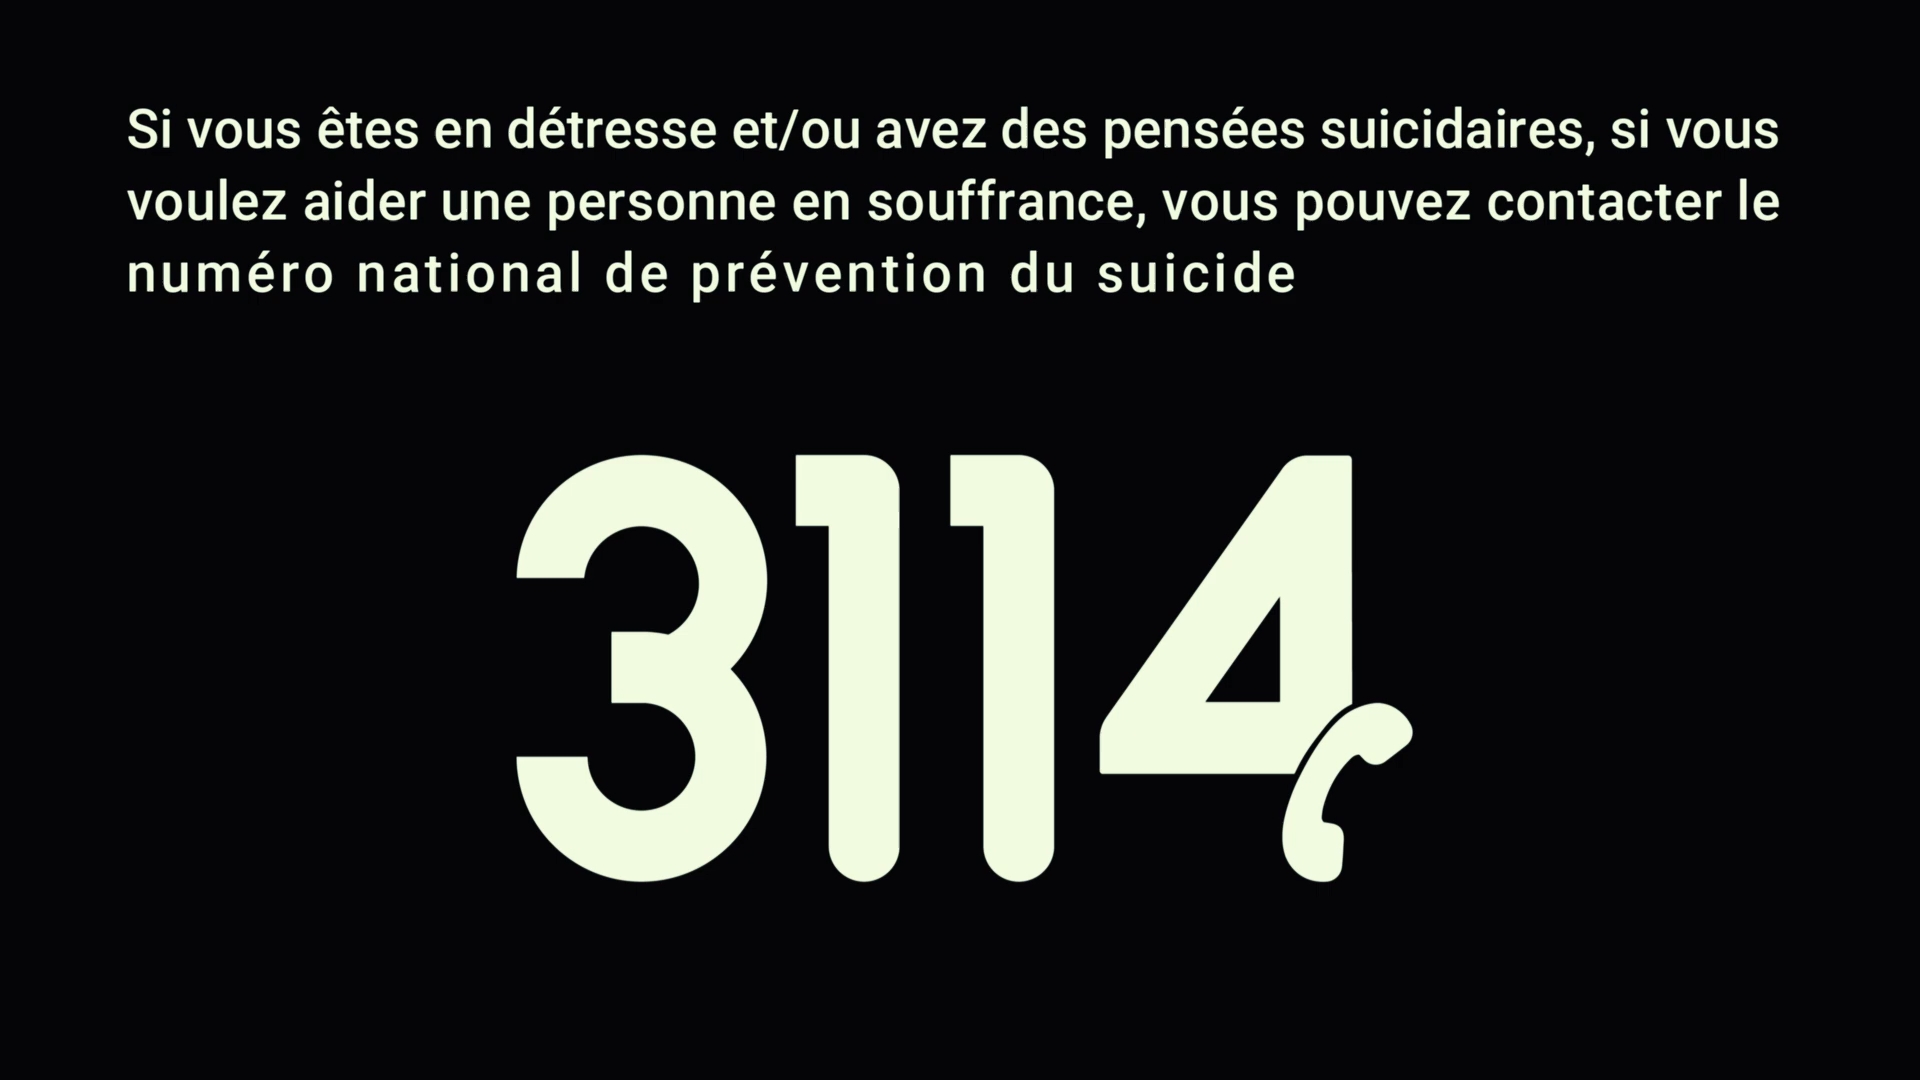 Si vous êtes en détresse et/ou avez des pensées suicidaires, si vous
voulez aider une personne en souffrance, vous pouvez contacter le
numéro national de prévention du suicide
3114